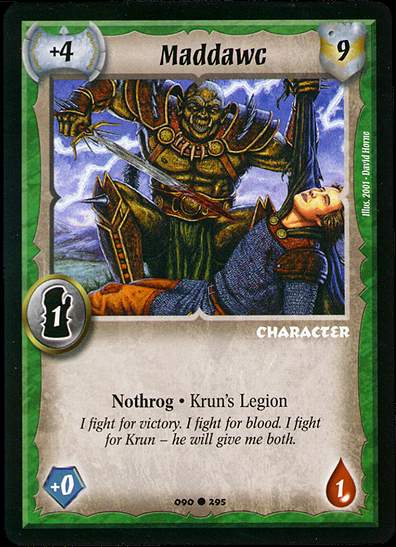 +4
Maddawc
9
Illus. 2001 · David Horne
1
CHARACTER
Nothrog • Krun's Legion
I fight for victory. I fight for blood. I fight
for Krun – he will give me both.
+0
090 ● 295
1